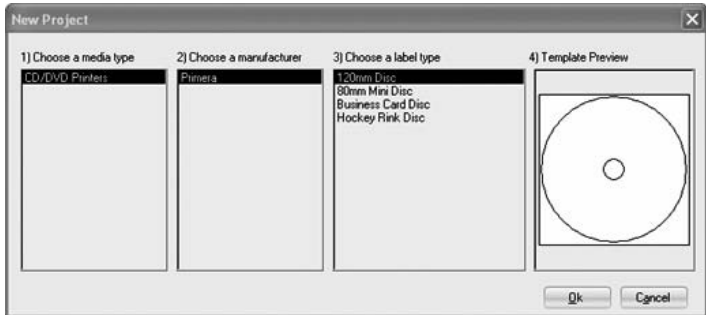 New Project
1) Choose a media type
2) Choose a manufacturer
3) Choose a label type
4) Template Preview
CD/DVD Printers
Primera
120mm Disc
80mm Mini Disc
Business Card Disc
Hockey Rink Disc
Ok
Cancel